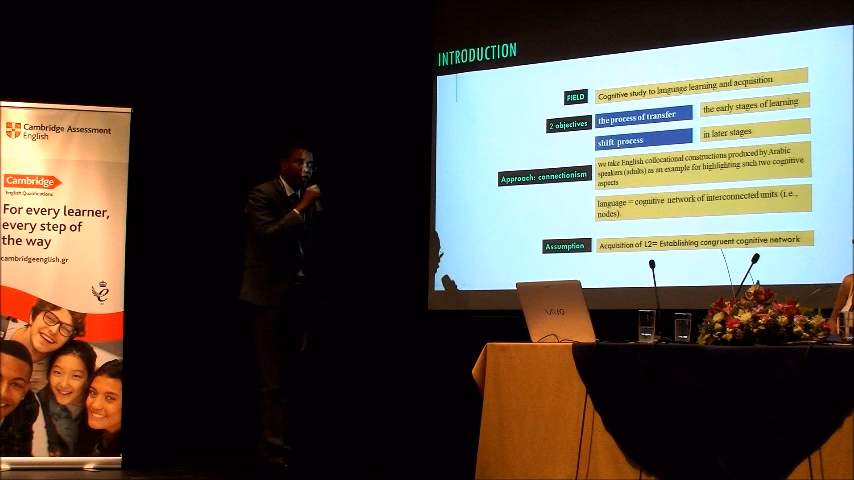 Cambridge Assessment
English
Cambridge
English Qualifications
For every learner,
every step of
the way
cambridgeenglish.gr
INTRODUCTION
FIELD
Cognitive study to language learning and acquisition
2 objectives
the process of transfer
the early stages of learning
shift process
in later stages
Approach: connectionism
we take English collocational constructions produced by Arabic
speakers (adults) as an example for highlighting such two cognitive
aspects
language = cognitive network of interconnected units (i.e.,
nodes).
Assumption
Acquisition of L2= Establishing congruent cognitive network
VAIO